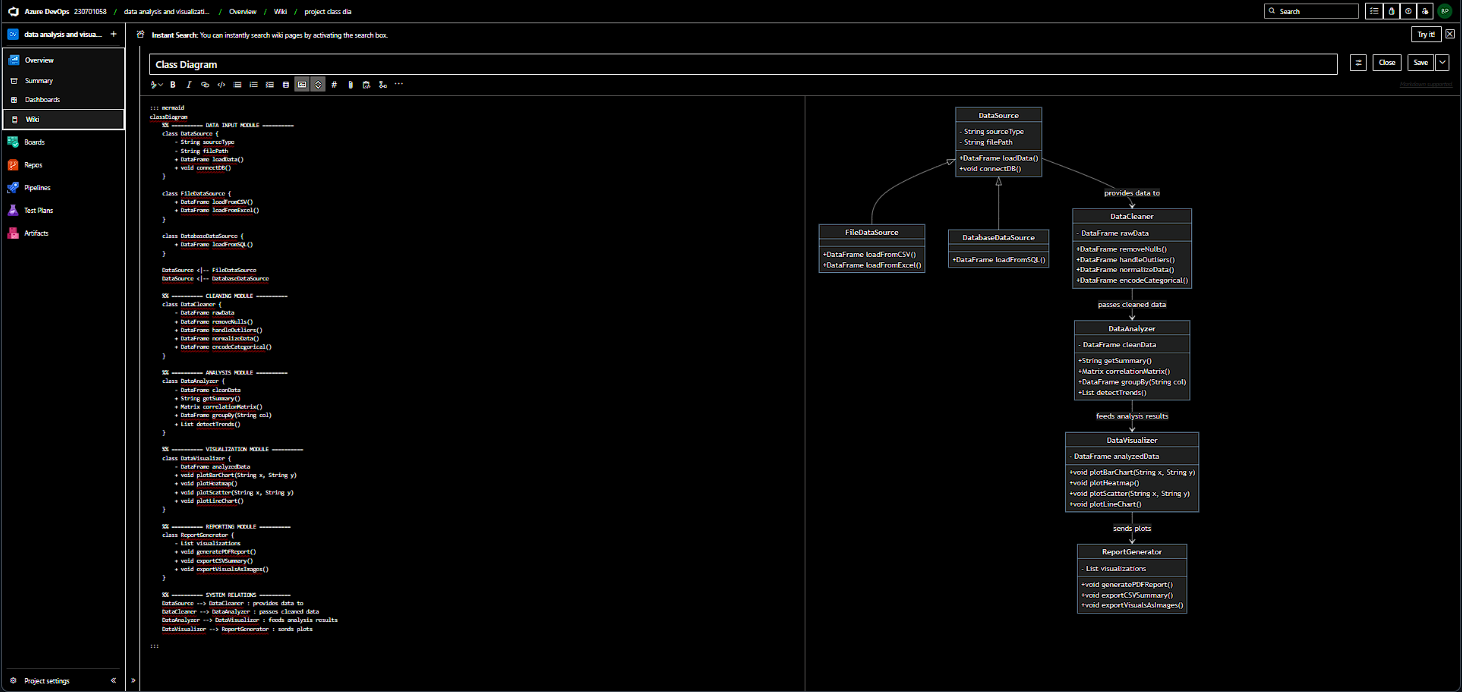 Azure DevOps 230701058 / data analysis and visualizati... / Overview / Wiki / project class dia
Search
RP
DV data analysis and visua... +
Overview
Summary
Dashboards
Wiki
Boards
Repos
Pipelines
Test Plans
Artifacts
Project settings
Instant Search: You can instantly search wiki pages by activating the search box.
Try it!
Class Diagram
Close
Save
::: mermaid
classDiagram
%% ========== DATA INPUT MODULE ==========
class DataSource {
- String sourceType
- String filePath
+ DataFrame loadData()
+ void connectDB()
}
class FileDataSource {
+ DataFrame loadFromCSV()
+ DataFrame loadFromExcel()
}
class DatabaseDataSource {
+ DataFrame loadFromSQL()
}
DataSource <|-- FileDataSource
DataSource <|-- DatabaseDataSource
%% ========== CLEANING MODULE ==========
class DataCleaner {
- DataFrame rawData
+ DataFrame removeNulls()
+ DataFrame handleOutliers()
+ DataFrame normalizeData()
+ DataFrame encodeCategorical()
}
%% ========== ANALYSIS MODULE ==========
class DataAnalyzer {
- DataFrame cleanData
+ String getSummary()
+ Matrix correlationMatrix()
+ DataFrame groupBy(String col)
+ List detectTrends()
}
%% ========== VISUALIZATION MODULE ==========
class DataVisualizer {
- DataFrame analyzedData
+ void plotBarChart(String x, String y)
+ void plotHeatmap()
+ void plotScatter(String x, String y)
+ void plotLineChart()
}
%% ========== REPORTING MODULE ==========
class ReportGenerator {
- List visualizations
+ void generatePDFReport()
+ void exportCSVSummary()
+ void exportVisualsAsImages()
}
%% ========== SYSTEM RELATIONS ==========
DataSource --> DataCleaner : provides data to
DataCleaner --> DataAnalyzer : passes cleaned data
DataAnalyzer --> DataVisualizer : feeds analysis results
DataVisualizer --> ReportGenerator : sends plots
:::
DataSource
- String sourceType
- String filePath
+DataFrame loadData()
+void connectDB()
provides data to
FileDataSource
+DataFrame loadFromCSV()
+DataFrame loadFromExcel()
DatabaseDataSource
+DataFrame loadFromSQL()
DataCleaner
- DataFrame rawData
+DataFrame removeNulls()
+DataFrame handleOutliers()
+DataFrame normalizeData()
+DataFrame encodeCategorical()
passes cleaned data
DataAnalyzer
- DataFrame cleanData
+String getSummary()
+Matrix correlationMatrix()
+DataFrame groupBy(String col)
+List detectTrends()
feeds analysis results
DataVisualizer
- DataFrame analyzedData
+void plotBarChart(String x, String y)
+void plotHeatmap()
+void plotScatter(String x, String y)
+void plotLineChart()
sends plots
ReportGenerator
- List visualizations
+void generatePDFReport()
+void exportCSVSummary()
+void exportVisualsAsImages()